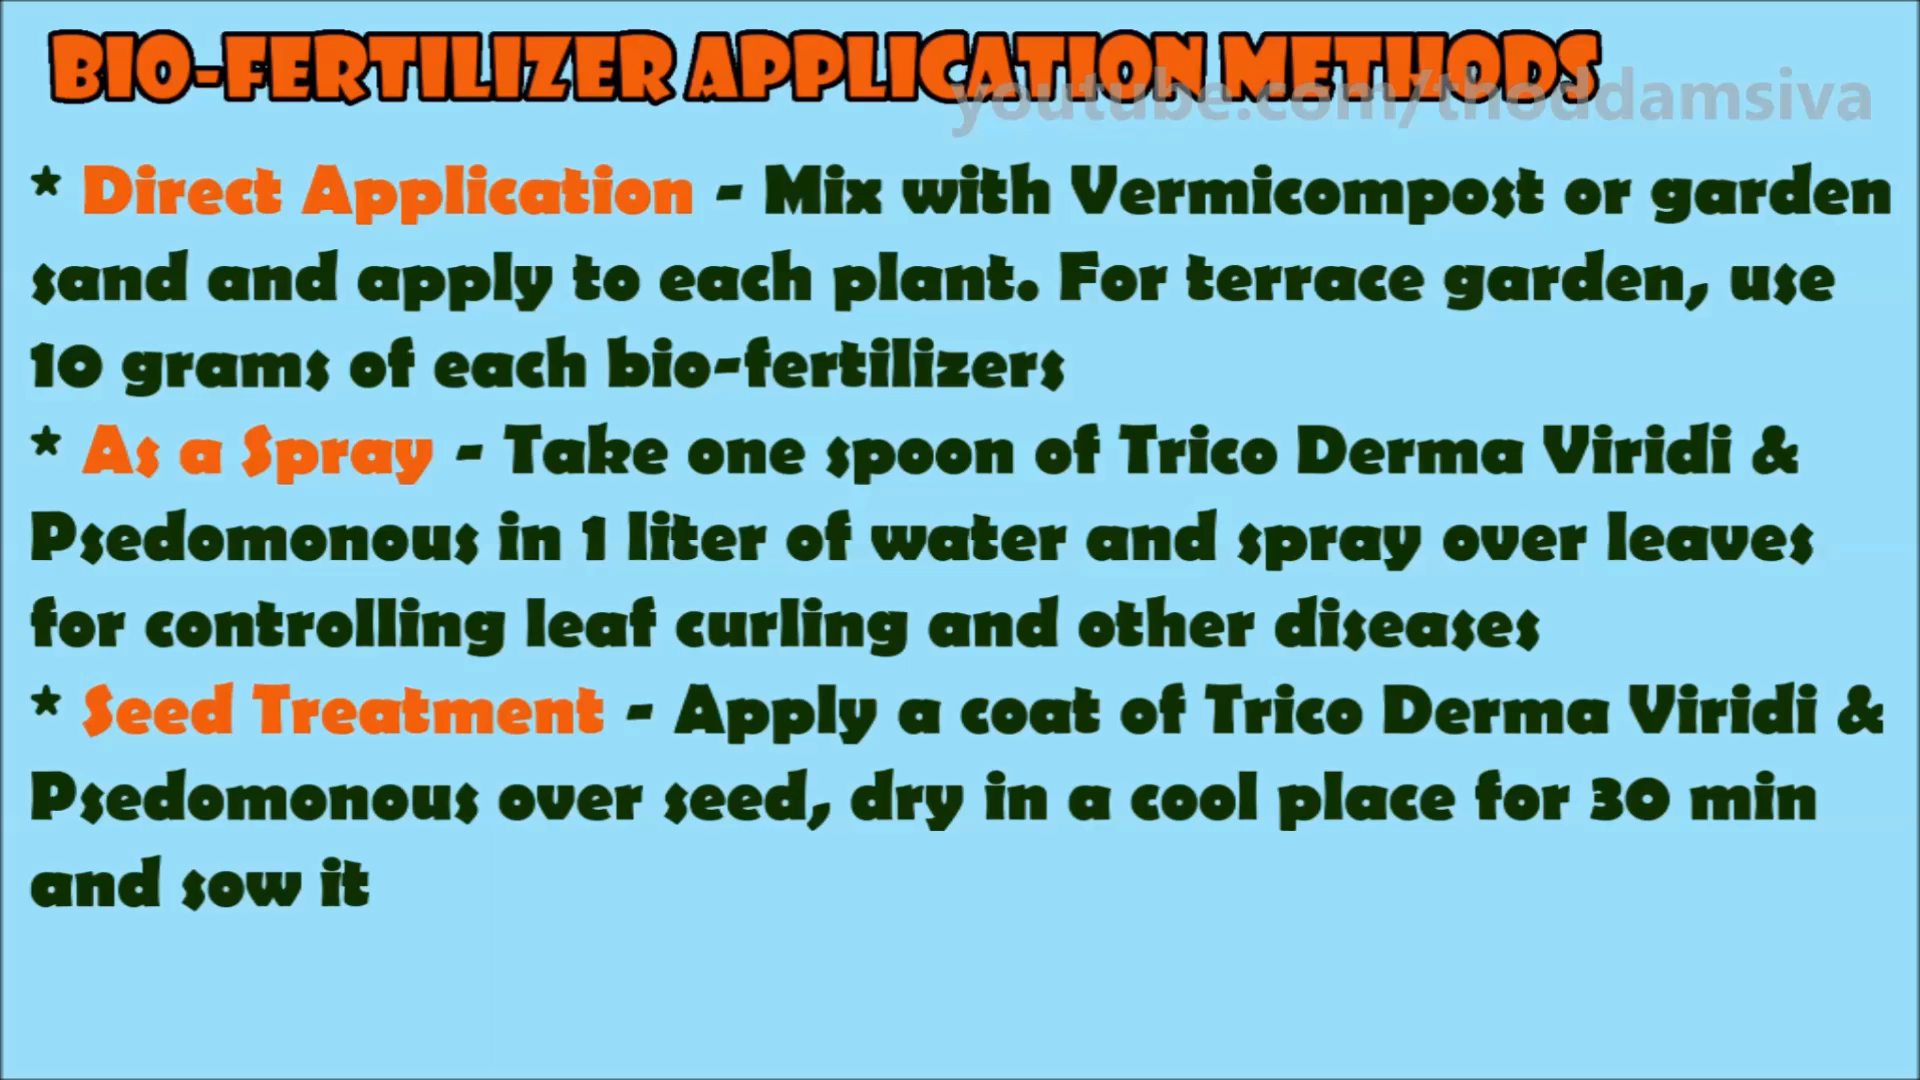 BIO-FERTILIZER APPLICATION METHODS
youtube.com/thoddamsiva
* Direct Application - Mix with Vermicompost or garden
sand and apply to each plant. For terrace garden, use
10 grams of each bio-fertilizers
* As a Spray - Take one spoon of Trico Derma Viridi &
Psedomonous in 1 liter of water and spray over leaves
for controlling leaf curling and other diseases
* Seed Treatment - Apply a coat of Trico Derma Viridi &
Psedomonous over seed, dry in a cool place for 30 min
and sow it